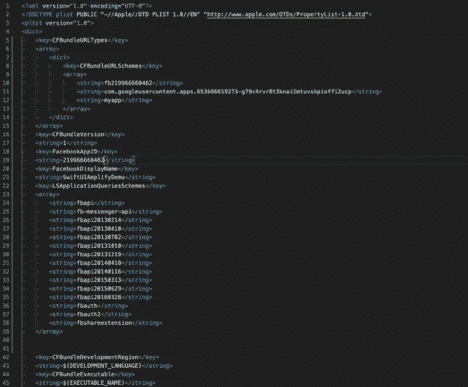 1 <?xml version="1.0" encoding="UTF-8"?>
2 <!DOCTYPE plist PUBLIC "-//Apple//DTD PLIST 1.0//EN" "http://www.apple.com/DTDs/PropertyList-1.0.dtd">
3 <plist version="1.0">
4 <dict>
5 <key>CFBundleURLTypes</key>
6 <array>
7 <dict>
8 <key>CFBundleURLSchemes</key>
9 <array>
10 <string>fb219966660462</string>
11 <string></string>
12 <string>myapp</string>
13 </array>
14 </dict>
15 </array>
16 <key>CFBundleVersion</key>
17 <string>1</string>
18 <key>FacebookAppID</key>
19 <string>219966660462</string>
20 <key>FacebookDisplayName</key>
21 <string>SwiftUIAmplifyDemo</string>
22 <key>LSApplicationQueriesSchemes</key>
23 <array>
24 <string>fbapi</string>
25 <string>fb-messenger-api</string>
26 <string>fbapi20130214</string>
27 <string>fbapi20130410</string>
28 <string>fbapi20130702</string>
29 <string>fbapi20131010</string>
30 <string>fbapi20131219</string>
31 <string>fbapi20140410</string>
32 <string>fbapi20140116</string>
33 <string>fbapi20150313</string>
34 <string>fbapi20150629</string>
35 <string>fbapi20160328</string>
36 <string>fbauth</string>
37 <string>fbauth2</string>
38 <string>fbshareextension</string>
39 </array>
40
41
42 <key>CFBundleDevelopmentRegion</key>
43 <string>$(DEVELOPMENT_LANGUAGE)</string>
44 <key>CFBundleExecutable</key>
45 <string>$(EXECUTABLE_NAME)</string>